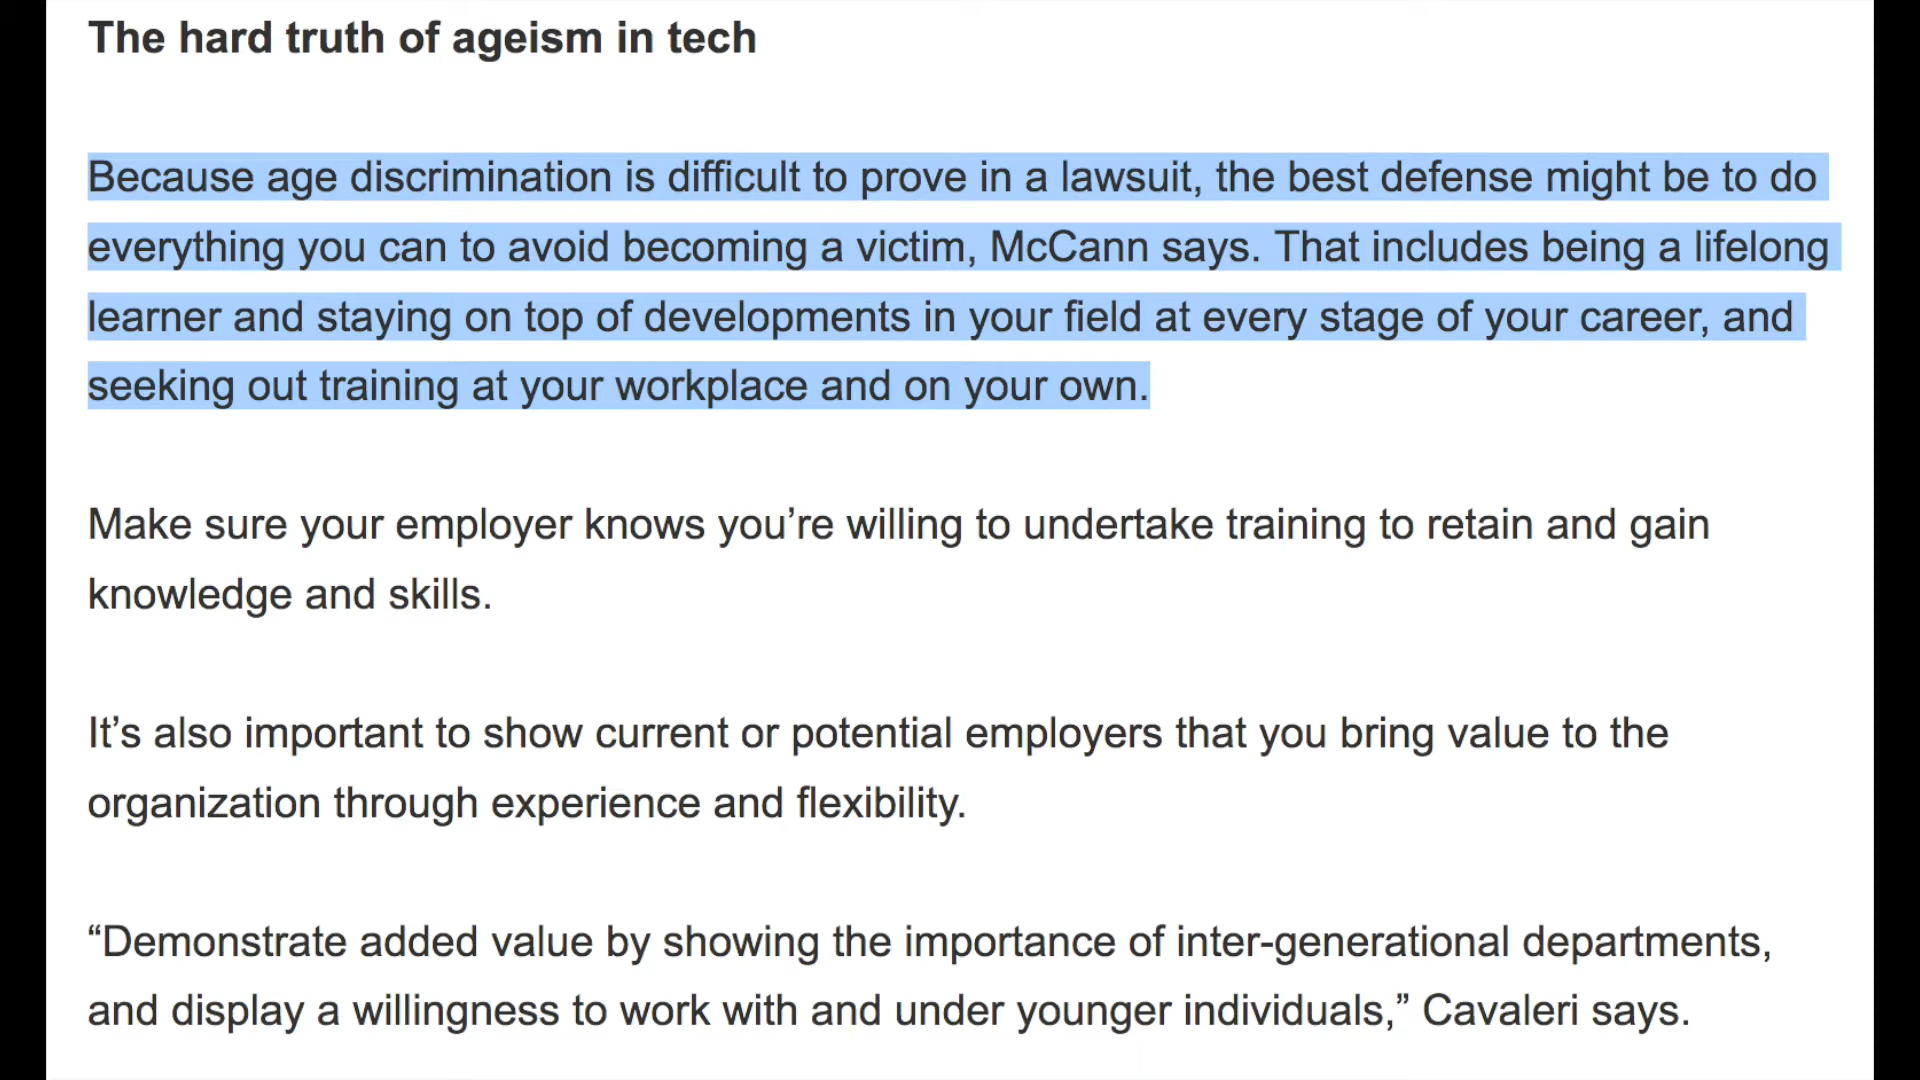 The hard truth of ageism in tech
Because age discrimination is difficult to prove in a lawsuit, the best defense might be to do
everything you can to avoid becoming a victim, McCann says. That includes being a lifelong
learner and staying on top of developments in your field at every stage of your career, and
seeking out training at your workplace and on your own.
Make sure your employer knows you’re willing to undertake training to retain and gain
knowledge and skills.
It’s also important to show current or potential employers that you bring value to the
organization through experience and flexibility.
“Demonstrate added value by showing the importance of inter-generational departments,
and display a willingness to work with and under younger individuals,” Cavaleri says.